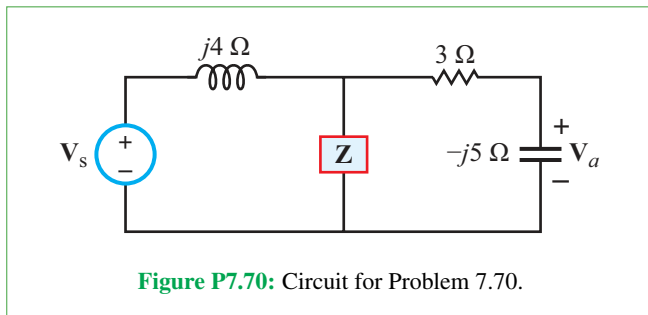 j4 Ω
3 Ω
+
−
V_s
Z
−j5 Ω
+
V_a
−
Figure P7.70: Circuit for Problem 7.70.